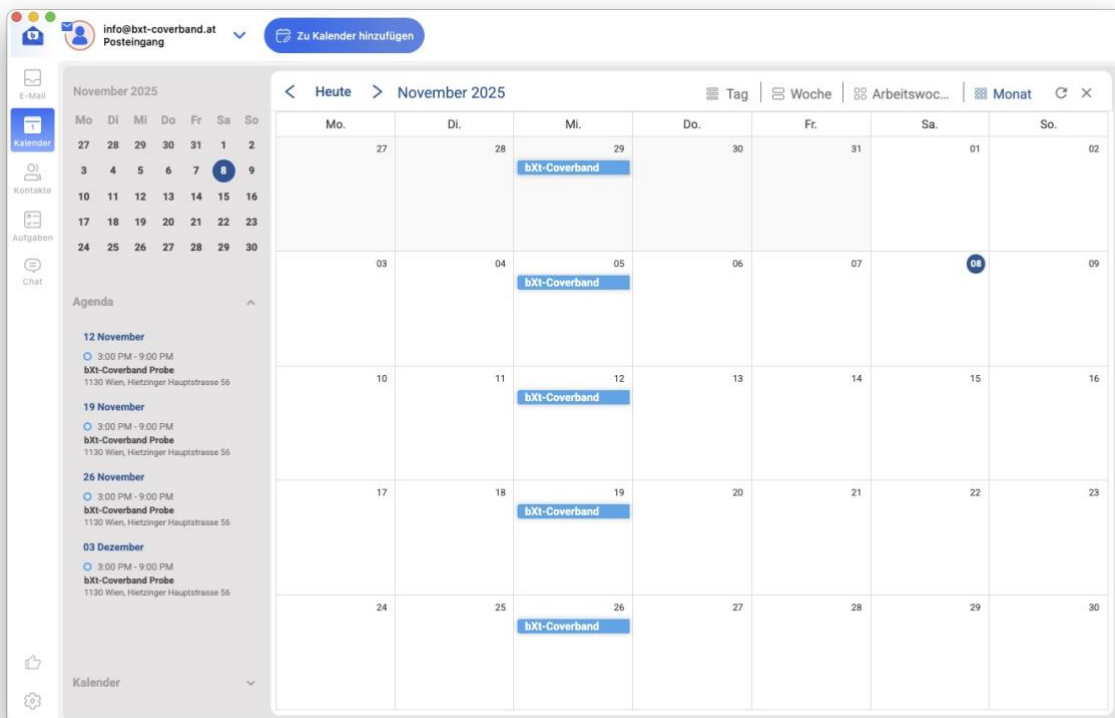 info@bxt-coverband.at
Posteingang
Zu Kalender hinzufügen
E-Mail
Kalender
Kontakte
Aufgaben
Chat
November 2025
Mo Di Mi Do Fr Sa So
27 28 29 30 31 1 2
3 4 5 6 7 8 9
10 11 12 13 14 15 16
17 18 19 20 21 22 23
24 25 26 27 28 29 30
Agenda
12 November
3:00 PM - 9:00 PM
bXt-Coverband Probe
1130 Wien, Hietzinger Hauptstrasse 56
19 November
3:00 PM - 9:00 PM
bXt-Coverband Probe
1130 Wien, Hietzinger Hauptstrasse 56
26 November
3:00 PM - 9:00 PM
bXt-Coverband Probe
1130 Wien, Hietzinger Hauptstrasse 56
03 Dezember
3:00 PM - 9:00 PM
bXt-Coverband Probe
1130 Wien, Hietzinger Hauptstrasse 56
Kalender
Heute November 2025 Tag Woche Arbeitswoc... Monat
Mo. Di. Mi. Do. Fr. Sa. So.
27 28 29 30 31 01 02
bXt-Coverband
03 04 05 06 07 08 09
bXt-Coverband
10 11 12 13 14 15 16
bXt-Coverband
17 18 19 20 21 22 23
bXt-Coverband
24 25 26 27 28 29 30
bXt-Coverband